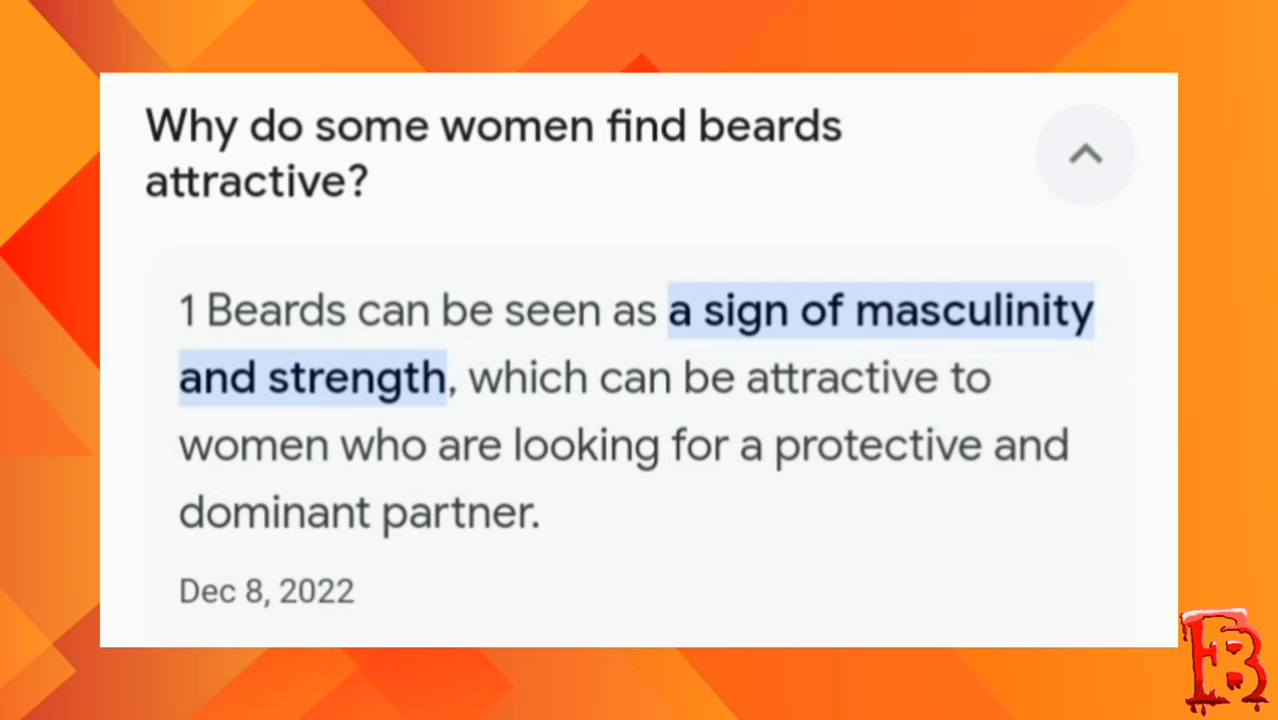 Why do some women find beards
attractive?
1 Beards can be seen as a sign of masculinity
and strength, which can be attractive to
women who are looking for a protective and
dominant partner.
Dec 8, 2022